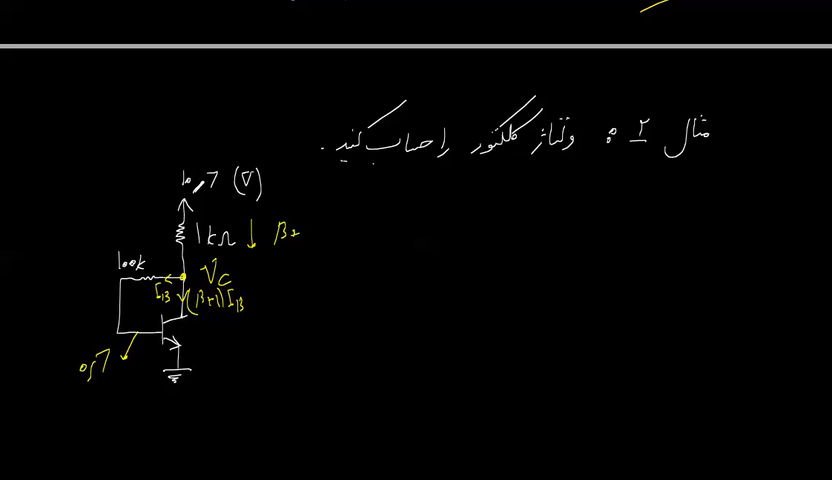 مثال ۲ : ولتاژ کلکتور را حساب کنید .
10,7 (V)
1kΩ ↓ β+
100k
Vc
IB (β+1)IB
0,7